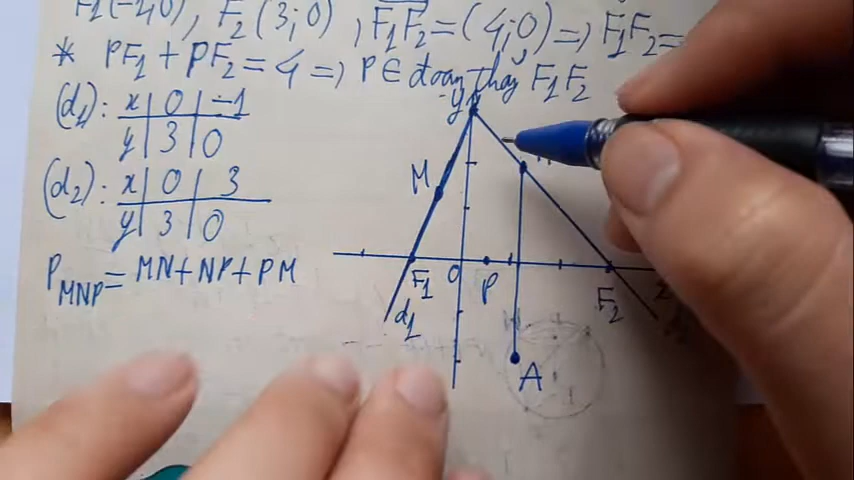 F₁(-1;0), F₂(3;0), F₁F₂=(4;0)=> F₁F₂=
* PF₁+PF₂=4=> P∈ đoạn thẳng F₁F₂
(d₁): x | 0 | -1
y | 3 | 0
(d₂): x | 0 | 3
y | 3 | 0
P_MNP = MN+NP+PM
y
M
F₁ O P F₂
d₁
A